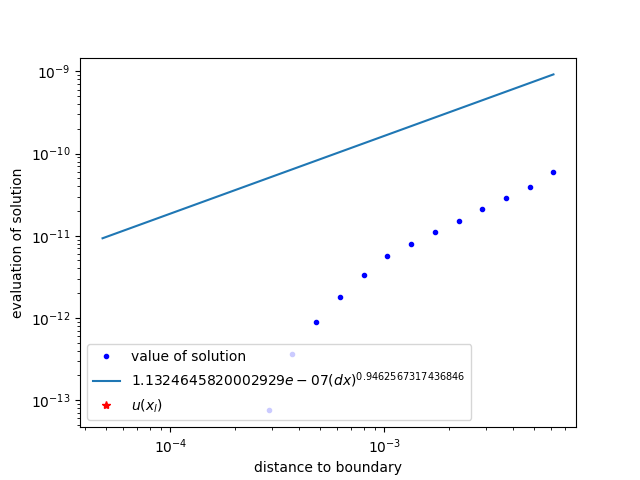 10⁻⁹
10⁻¹⁰
10⁻¹¹
10⁻¹²
10⁻¹³
evaluation of solution
value of solution
1.1324645820002929e − 07(dx)^0.9462567317436846
u(x_l)
10⁻⁴ 10⁻³
distance to boundary